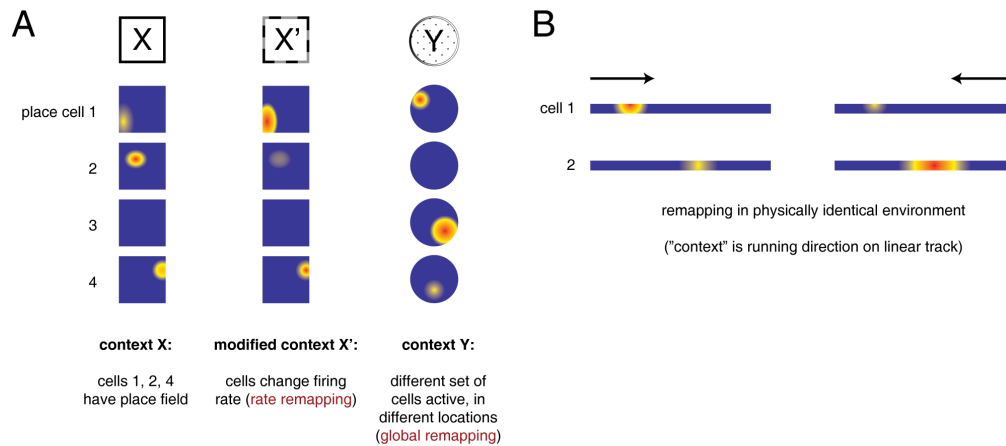 A
X
X'
Y
place cell 1
2
3
4
context X:
cells 1, 2, 4
have place field
modified context X':
cells change firing
rate (rate remapping)
context Y:
different set of
cells active, in
different locations
(global remapping)
B
cell 1
2
remapping in physically identical environment
("context" is running direction on linear track)